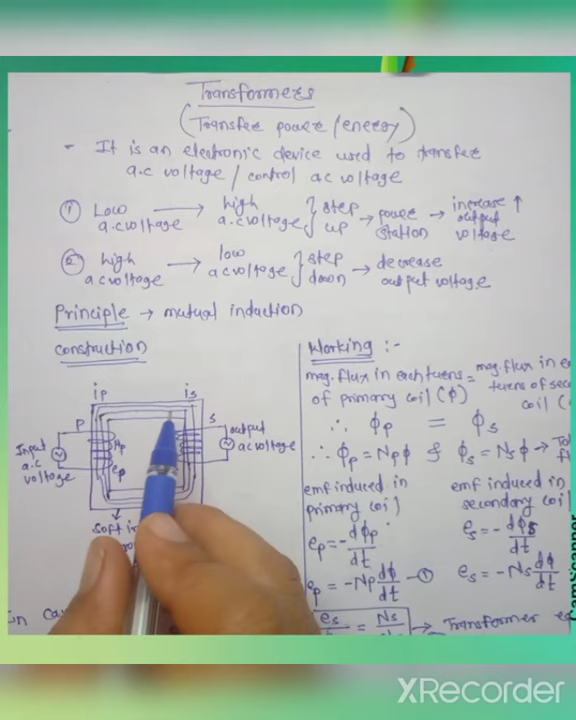 Transformers
(Transfer power/energy)
- It is an electronic device used to transfer
a.c voltage / control ac voltage
① Low a.c voltage → high a.c voltage } step up → power station → increase ↑ output voltage
② high a.c voltage → low a.c voltage } step down → decrease output voltage
Principle → mutual induction
Construction
ip is
P S
Input a.c voltage
Np
ep
output ac voltage
soft
Working :-
mag. flux in each turns of primary coil (φ) = mag. flux in turns of coil
∴ φp = φs
∴ φp = Npφ & φs = Nsφ →
emf induced in primary coil
emf induced in secondary coil
ep = -dφp/dt
es = -dφs/dt
ep = -Np dφ/dt —①
es = -Ns dφ/dt
es = Ns → Transformer
In
CamScanner
XRecorder